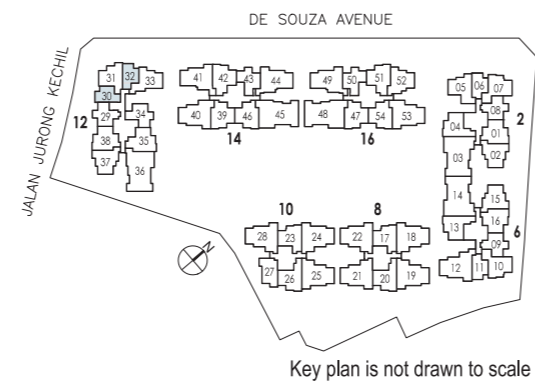 DE SOUZA AVENUE
JALAN JURONG KECHIL
31 32 33
30
29 34
12
38 35
37 36
41 42 43 44
40 39 46 45
14
49 50 51 52
48 47 54 53
16
05 06 07
08
04 01 2
03 02
14 15
13 16 6
09
12 11 10
10
28 23 24
27 26 25
8
22 17 18
21 20 19
N
Key plan is not drawn to scale